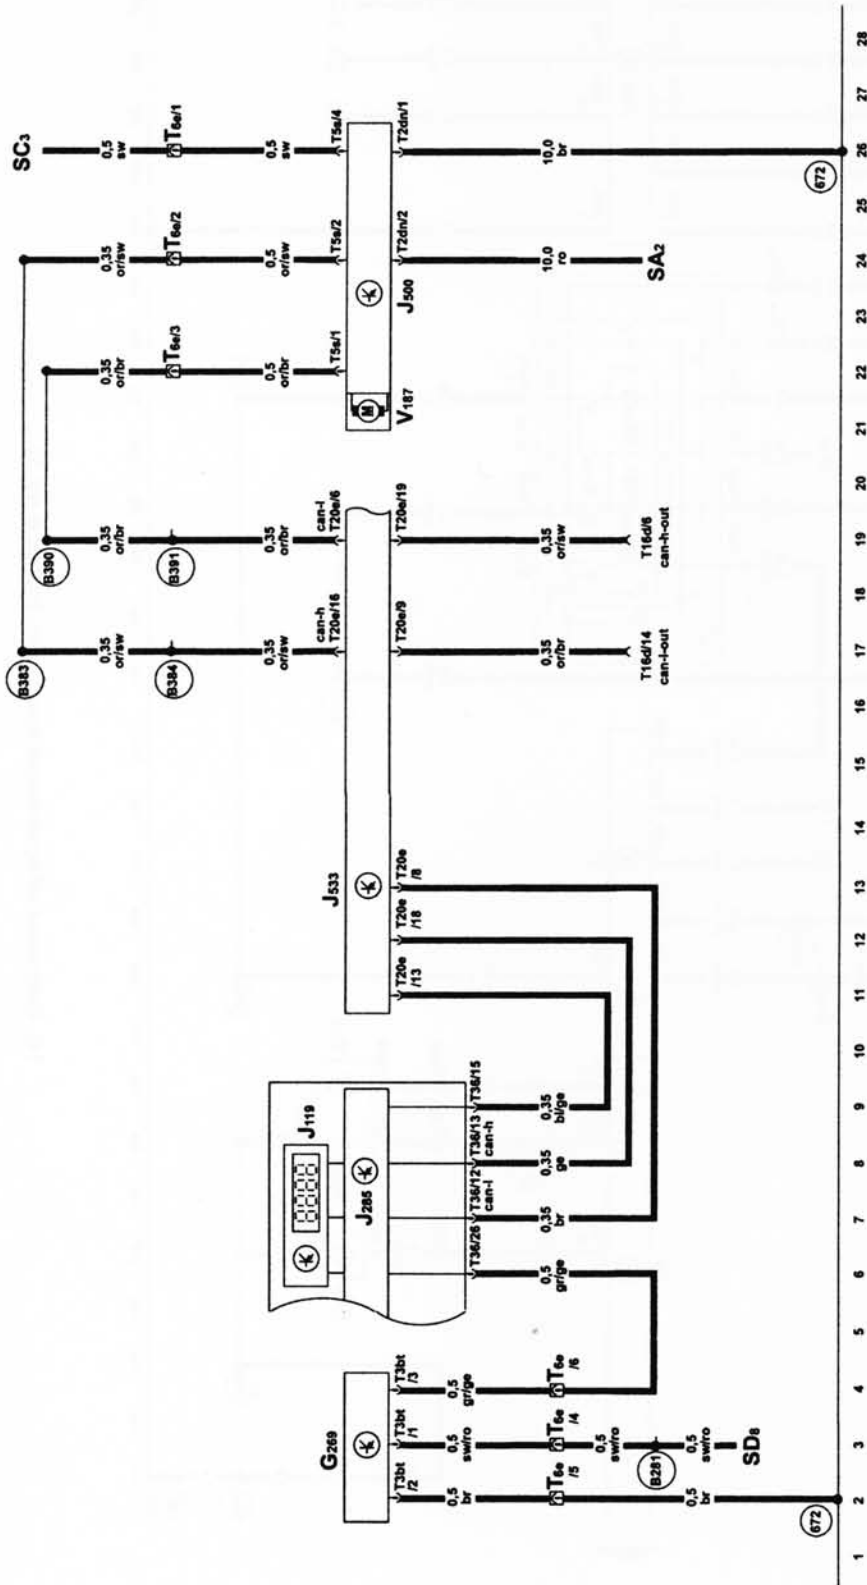 SC3
B383
B390
0,35
or/sw
0,35
or/br
0,35
or/br
0,35
or/sw
0,5
sw
B384
B391
T6e/3
T6e/2
T6e/1
0,35
or/sw
0,35
or/br
0,5
or/br
0,5
or/sw
0,5
sw
can-h
T20e/16
can-l
T20e/6
T5s/1
T5s/2
T5s/4
J119
J285
G269
J533
V187
J500
M
T3bt
/2
T3bt
/1
T3bt
/3
T20e
/13
T20e
/18
T20e
/8
T20e/9
T20e/19
T2dn/2
T2dn/1
T36/26
T36/12
can-l
T36/13
can-h
T36/15
0,5
br
0,5
sw/ro
0,5
gr/ge
0,5
gr/ge
0,35
br
0,35
ge
0,35
bl/ge
0,35
or/br
0,35
or/sw
10,0
ro
10,0
br
T6e
/5
T6e
/4
T6e
/6
0,5
sw/ro
T16d/14
can-l-out
T16d/6
can-h-out
SA2
B281
0,5
br
0,5
sw/ro
SD8
672
672
1 2 3 4 5 6 7 8 9 10 11 12 13 14 15 16 17 18 19 20 21 22 23 24 25 26 27 28